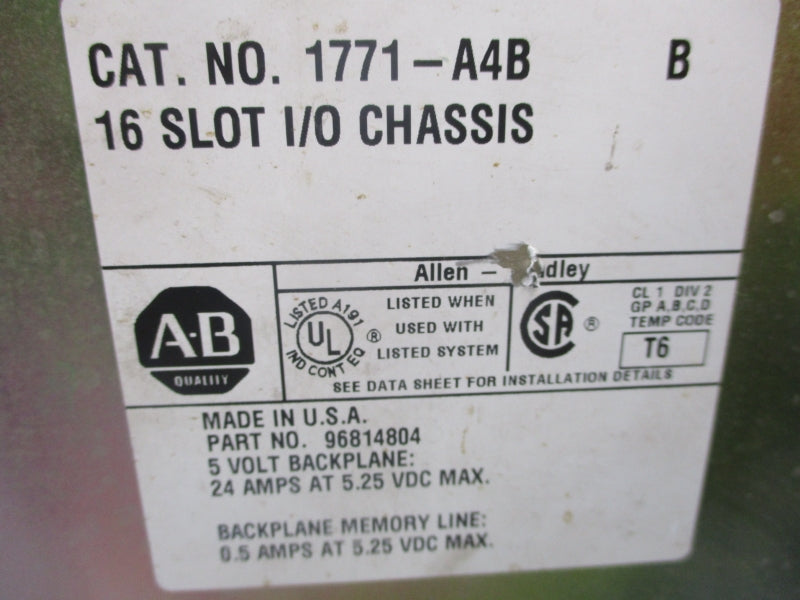 CAT. NO. 1771-A4B B
16 SLOT I/O CHASSIS
Allen - dley
A·B
QUALITY
LISTED A191
UL ®
IND CONT EQ
LISTED WHEN
USED WITH
LISTED SYSTEM
SA ®
CL 1 DIV 2
GP A,B,C,D
TEMP CODE
T6
SEE DATA SHEET FOR INSTALLATION DETAILS
MADE IN U.S.A.
PART NO. 96814804
5 VOLT BACKPLANE:
24 AMPS AT 5.25 VDC MAX.
BACKPLANE MEMORY LINE:
0.5 AMPS AT 5.25 VDC MAX.